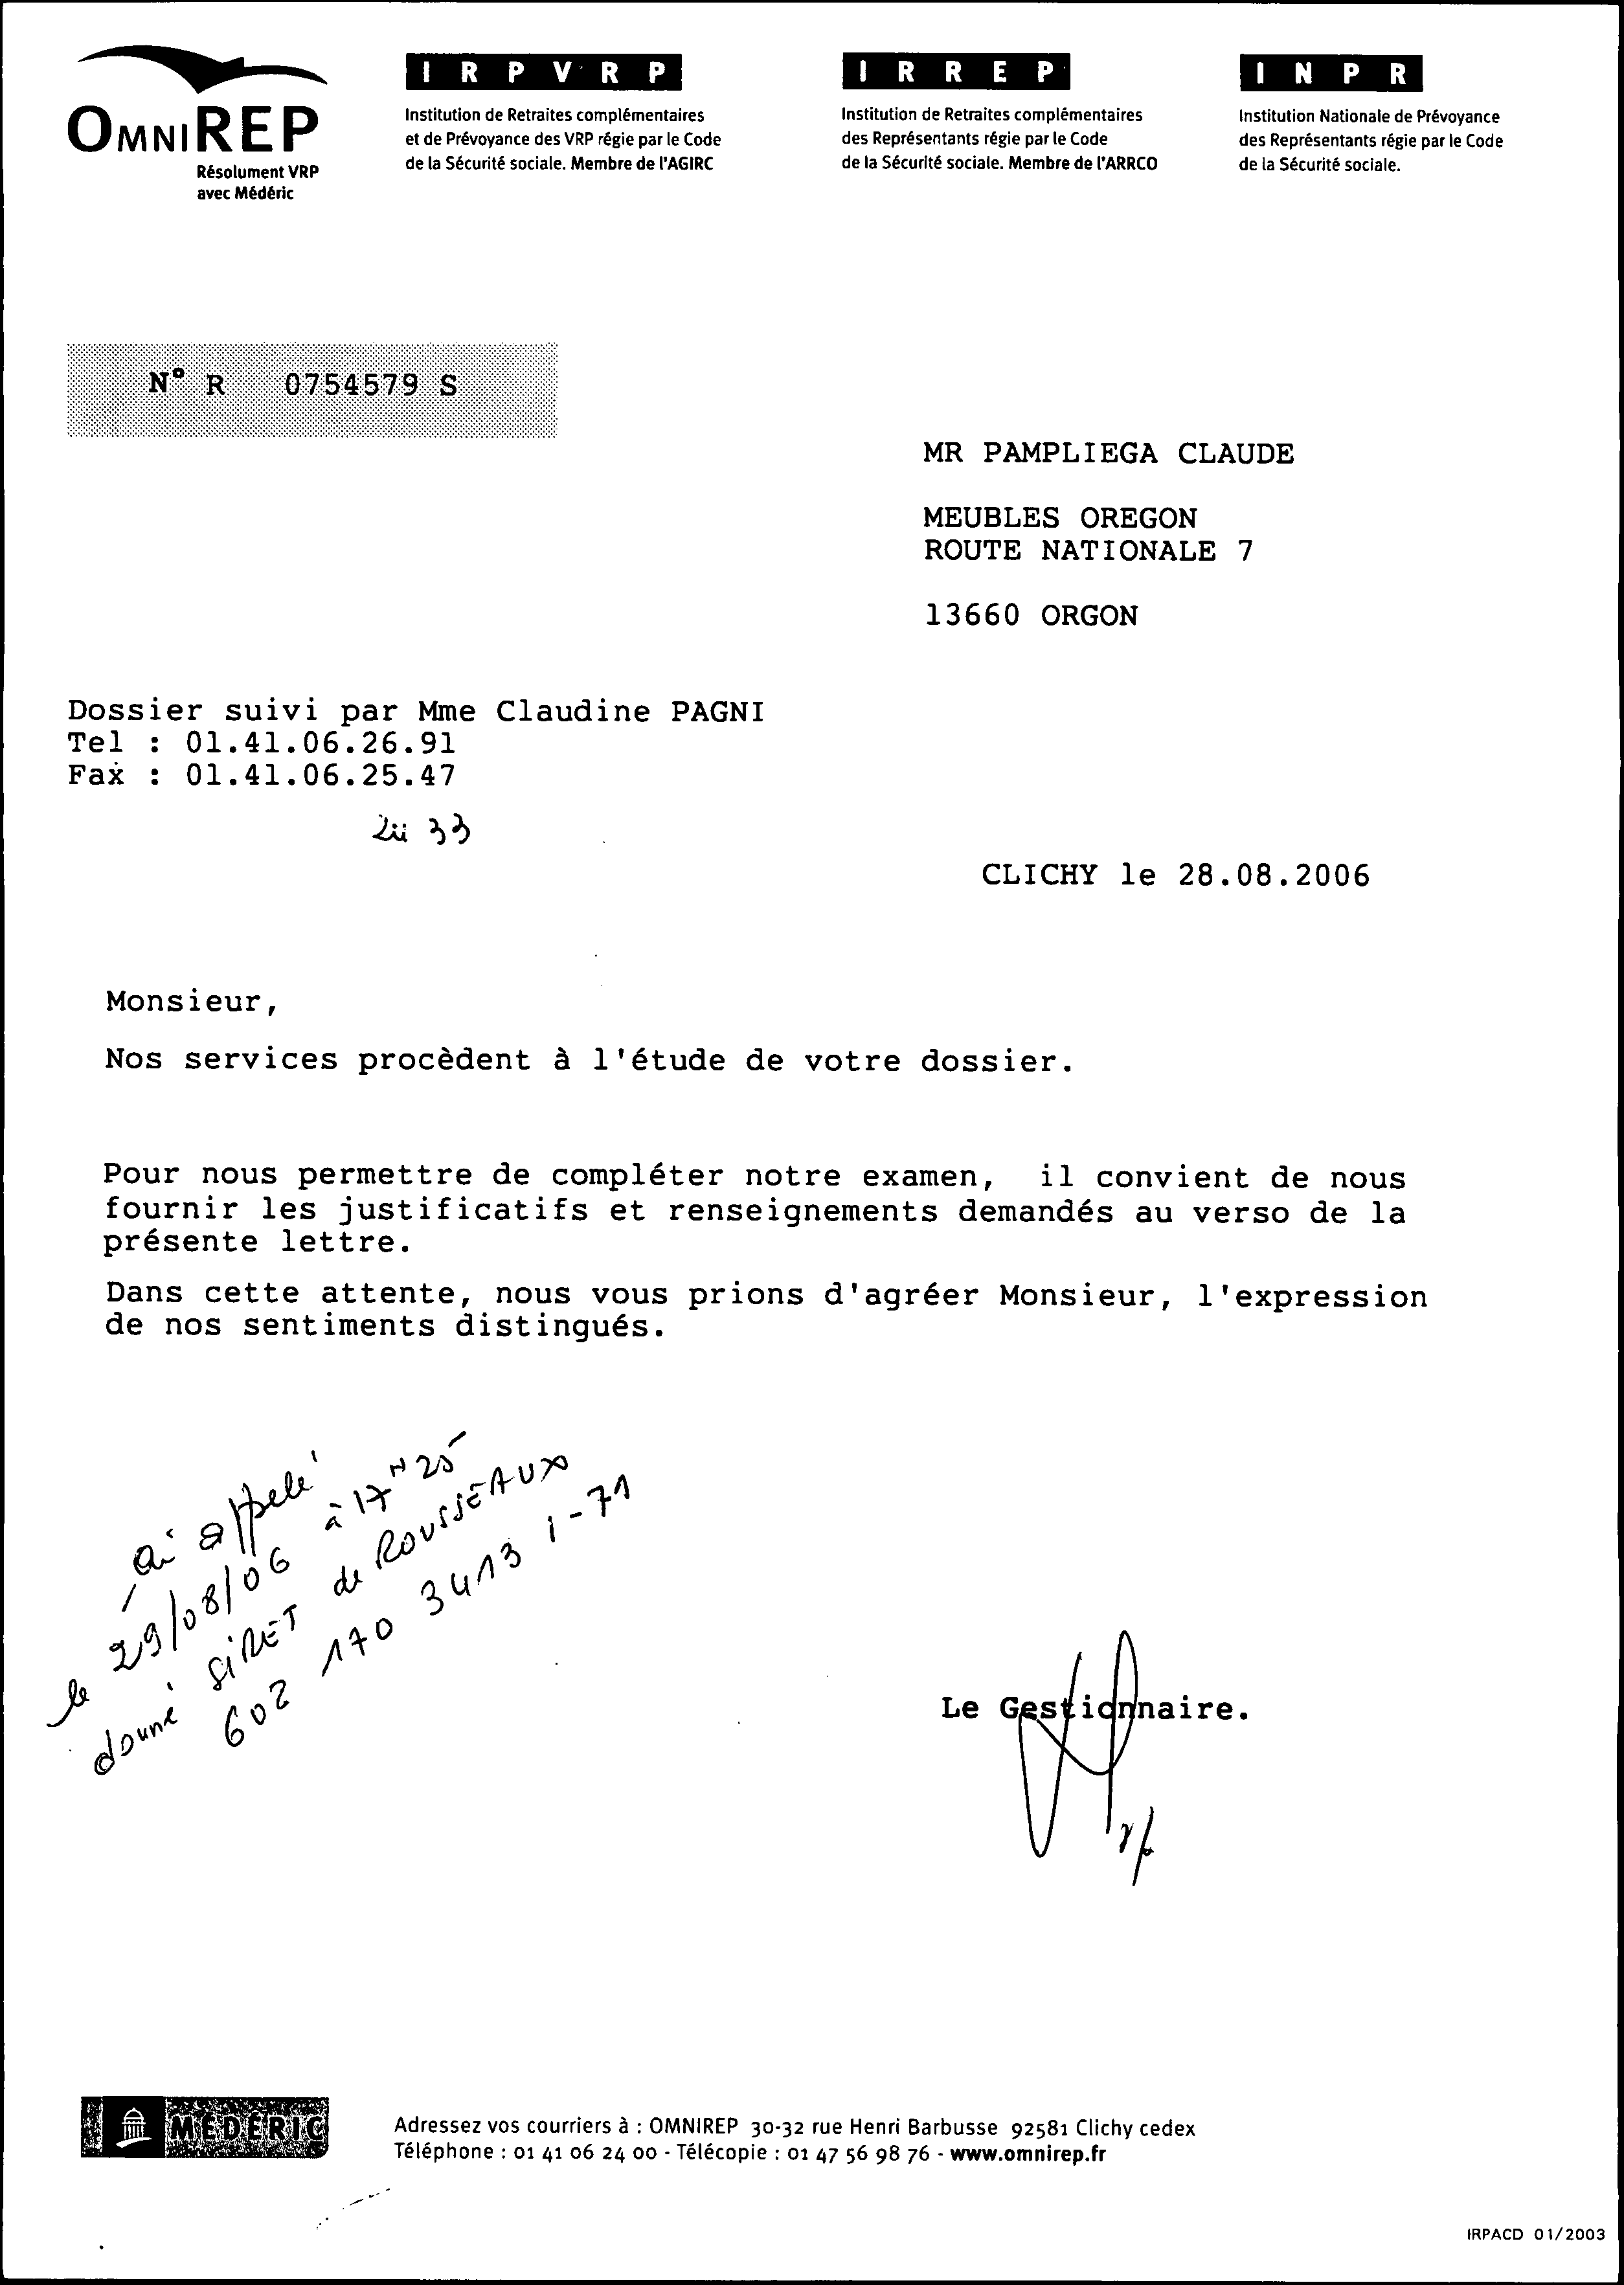 OMNIREP
Résolument VRP
avec Médéric
IRPVRP
Institution de Retraites complémentaires
et de Prévoyance des VRP régie par le Code
de la Sécurité sociale. Membre de l'AGIRC
IRREP
Institution de Retraites complémentaires
des Représentants régie par le Code
de la Sécurité sociale. Membre de l'ARRCO
INPR
Institution Nationale de Prévoyance
des Représentants régie par le Code
de la Sécurité sociale.
N° R 0754579 S
MR PAMPLIEGA CLAUDE
MEUBLES OREGON
ROUTE NATIONALE 7
13660 ORGON
Dossier suivi par Mme Claudine PAGNI
Tel : 01.41.06.26.91
Fax : 01.41.06.25.47
33
CLICHY le 28.08.2006
Monsieur,
Nos services procèdent à l'étude de votre dossier.
Pour nous permettre de compléter notre examen, il convient de nous
fournir les justificatifs et renseignements demandés au verso de la
présente lettre.
Dans cette attente, nous vous prions d'agréer Monsieur, l'expression
de nos sentiments distingués.
ai appelé
le 29/08/06 à 17H25
donné SIRET de ROUSSEAUX
602 170 3413 1-71
Le Gestionnaire.
MÉDÉRIC
Adressez vos courriers à : OMNIREP 30-32 rue Henri Barbusse 92581 Clichy cedex
Téléphone : 01 41 06 24 00 - Télécopie : 01 47 56 98 76 - www.omnirep.fr
IRPACD 01/2003